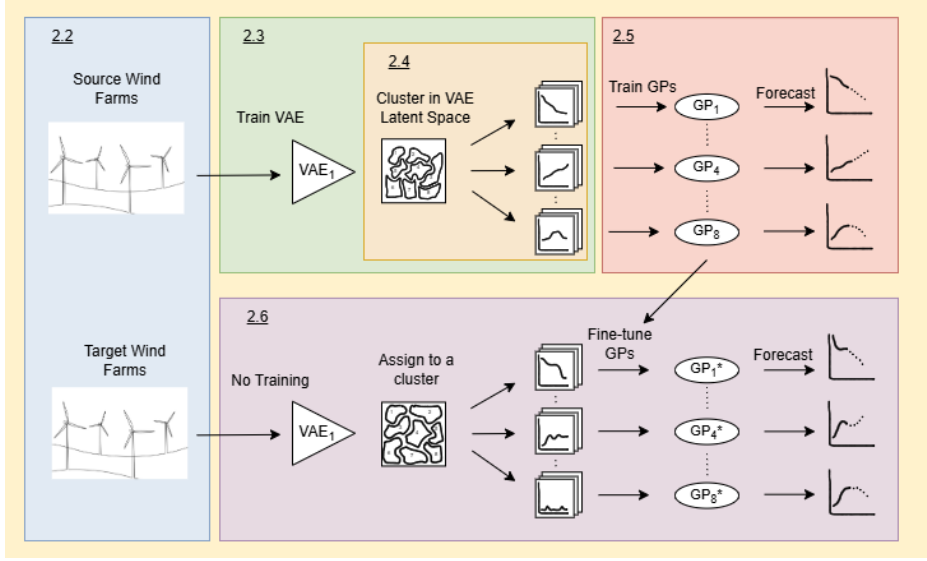 2.2
Source Wind
Farms
Target Wind
Farms
2.3
Train VAE
VAE1
2.4
Cluster in VAE
Latent Space
2.5
Train GPs
GP1
GP4
GP8
Forecast
2.6
No Training
VAE1
Assign to a
cluster
Fine-tune
GPs
GP1*
GP4*
GP8*
Forecast